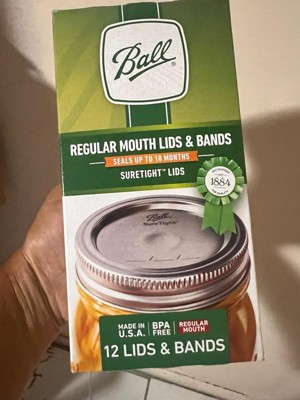 Ball
®
REGULAR MOUTH LIDS & BANDS
SEALS UP TO 18 MONTHS
SURETIGHT™ LIDS
1884
Ball
SureTight
MADE IN
U.S.A.
BPA
FREE
REGULAR
MOUTH
12 LIDS & BANDS